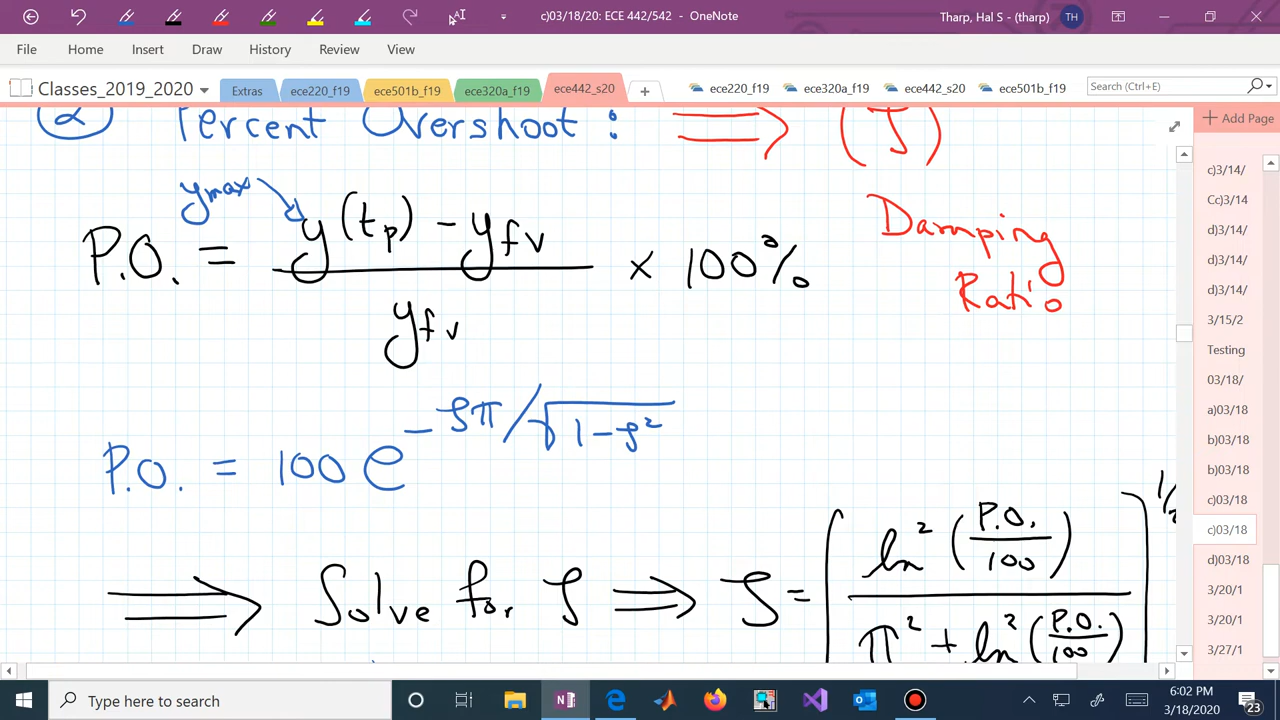 c)03/18/20: ECE 442/542 - OneNote
Tharp, Hal S (tharp)
TH
File Home Insert Draw History Review View
Classes_2019_2020
Extras ece220_f19 ece501b_f19 ece320a_f19 ece442_s20
ece220_f19 ece320a_f19 ece442_s20 ece501b_f19
Search (Ctrl+E)
Percent Overshoot : ⟹ (ζ)
Damping
Ratio
ymax
P.O. = (y(tp) - yfv) / yfv × 100%
P.O. = 100 e^(-ζπ/√(1-ζ²))
⟹ Solve for ζ ⟹ ζ = [ln²(P.O./100) / (π² + ln²(P.O./100))]^(1/2)
Add Page
c)3/14/
Cc)3/14
d)3/14/
d)3/14/
d)3/14/
3/15/2
Testing
03/18/
a)03/18
b)03/18
b)03/18
c)03/18
c)03/18
d)03/18
3/20/1
3/20/1
3/27/1
Type here to search
6:02 PM
3/18/2020
23